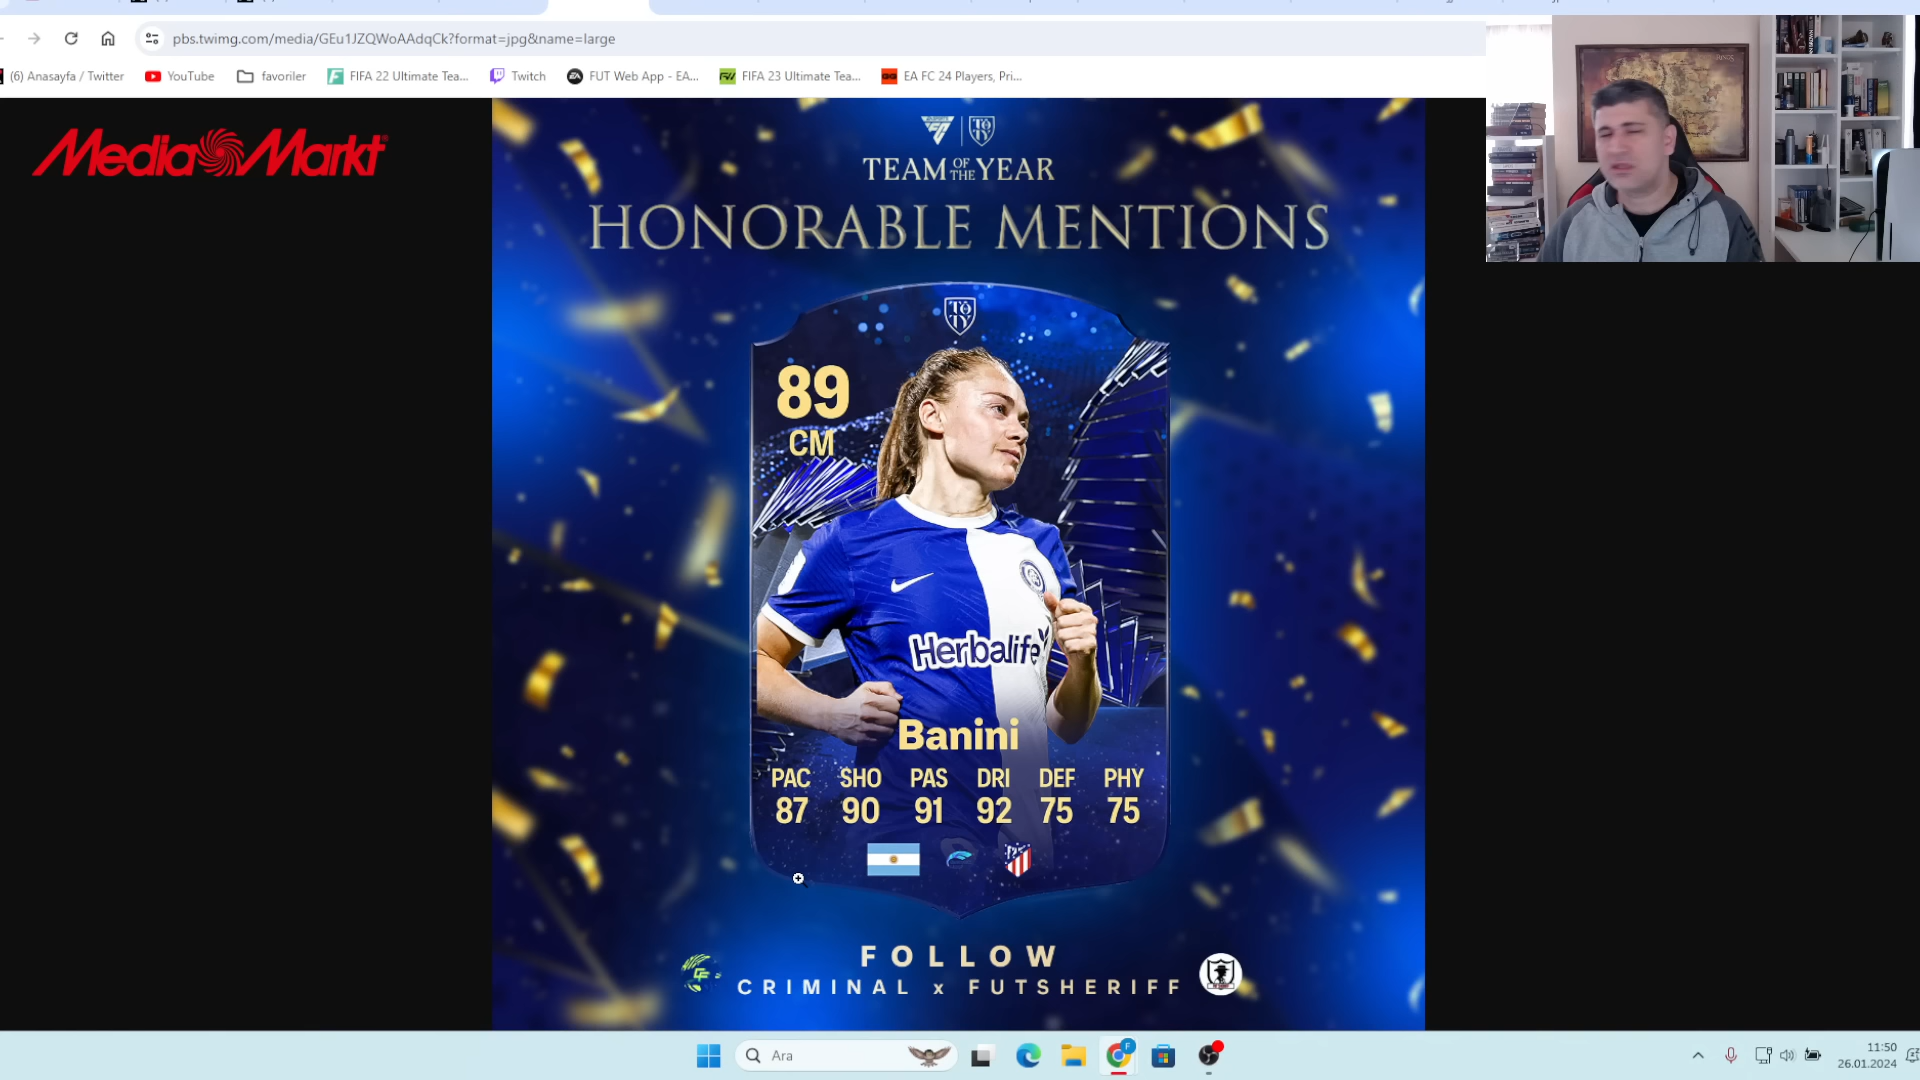 pbs.twimg.com/media/GEu1JZQWoAAdqCk?format=jpg&name=large
(6) Anasayfa / Twitter
YouTube
favoriler
FIFA 22 Ultimate Tea...
Twitch
FUT Web App - EA...
FIFA 23 Ultimate Tea...
EA FC 24 Players, Pri...
MediaMarkt
TEAM OF THE YEAR
HONORABLE MENTIONS
TOTY
89
CM
Herbalife
Banini
PAC SHO PAS DRI DEF PHY
87 90 91 92 75 75
FOLLOW
CRIMINAL x FUTSHERIFF
Ara
11:50
26.01.2024